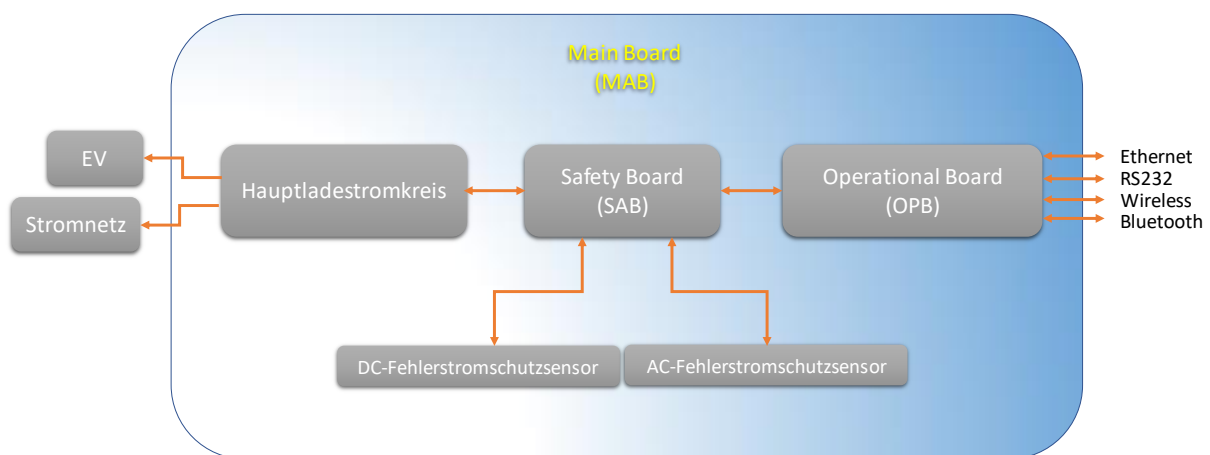 Main Board
(MAB)
EV
Stromnetz
Hauptladestromkreis
Safety Board
(SAB)
Operational Board
(OPB)
Ethernet
RS232
Wireless
Bluetooth
DC-Fehlerstromschutzsensor
AC-Fehlerstromschutzsensor